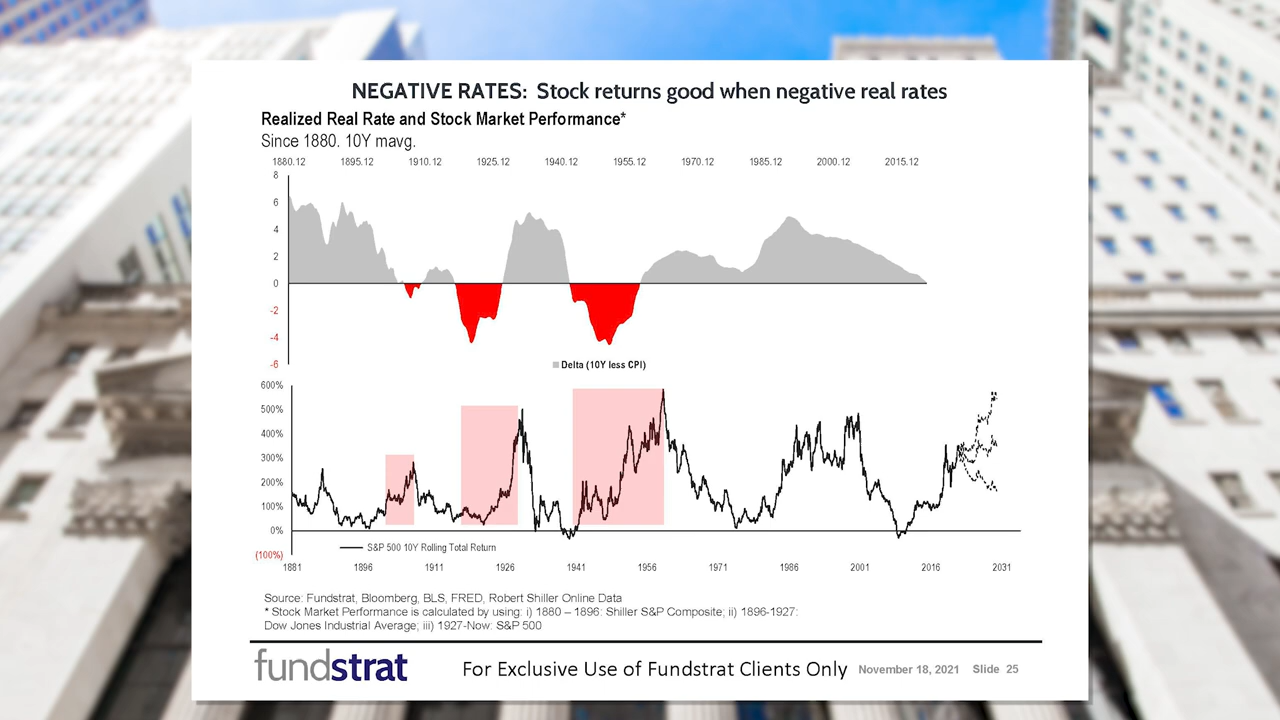 NEGATIVE RATES: Stock returns good when negative real rates
Realized Real Rate and Stock Market Performance*
Since 1880. 10Y mavg.
1880.12 1895.12 1910.12 1925.12 1940.12 1955.12 1970.12 1985.12 2000.12 2015.12
8
6
4
2
0
-2
-4
-6
Delta (10Y less CPI)
600%
500%
400%
300%
200%
100%
0%
(100%)
S&P 500 10Y Rolling Total Return
1881 1896 1911 1926 1941 1956 1971 1986 2001 2016 2031
Source: Fundstrat, Bloomberg, BLS, FRED, Robert Shiller Online Data
* Stock Market Performance is calculated by using: i) 1880 – 1896: Shiller S&P Composite; ii) 1896-1927:
Dow Jones Industrial Average; iii) 1927-Now: S&P 500
fundstrat For Exclusive Use of Fundstrat Clients Only November 18, 2021 Slide 25